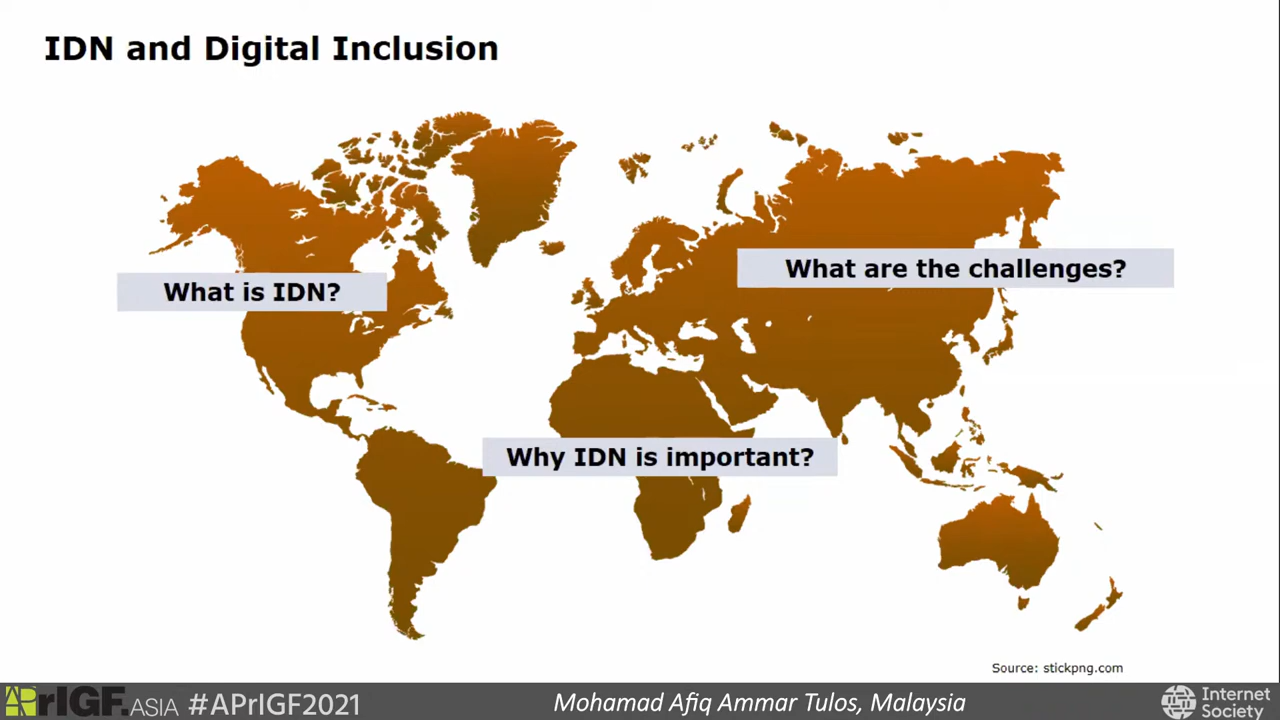 IDN and Digital Inclusion
What are the challenges?
What is IDN?
Why IDN is important?
Source: stickpng.com
APrIGF.ASIA #APrIGF2021
Mohamad Afiq Ammar Tulos, Malaysia
Internet
Society